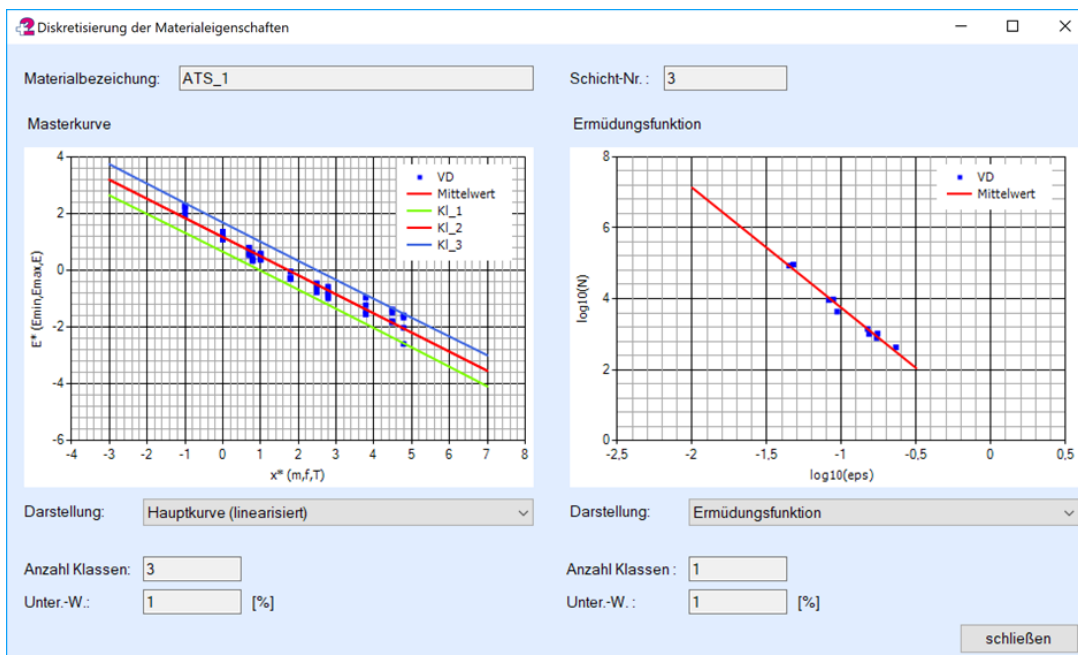 Diskretisierung der Materialeigenschaften
Materialbezeichung: ATS_1
Schicht-Nr.: 3
Masterkurve
4
2
0
-2
-4
-6
E* (Emin,Emax,E)
-4 -3 -2 -1 0 1 2 3 4 5 6 7 8
x* (m,f,T)
VD
Mittelwert
Kl_1
Kl_2
Kl_3
Ermüdungsfunktion
8
6
4
2
0
log10(N)
-2,5 -2 -1,5 -1 -0,5 0 0,5
log10(eps)
VD
Mittelwert
Darstellung: Hauptkurve (linearisiert)
Darstellung: Ermüdungsfunktion
Anzahl Klassen: 3
Unter.-W.: 1 [%]
Anzahl Klassen : 1
Unter.-W. : 1 [%]
schließen